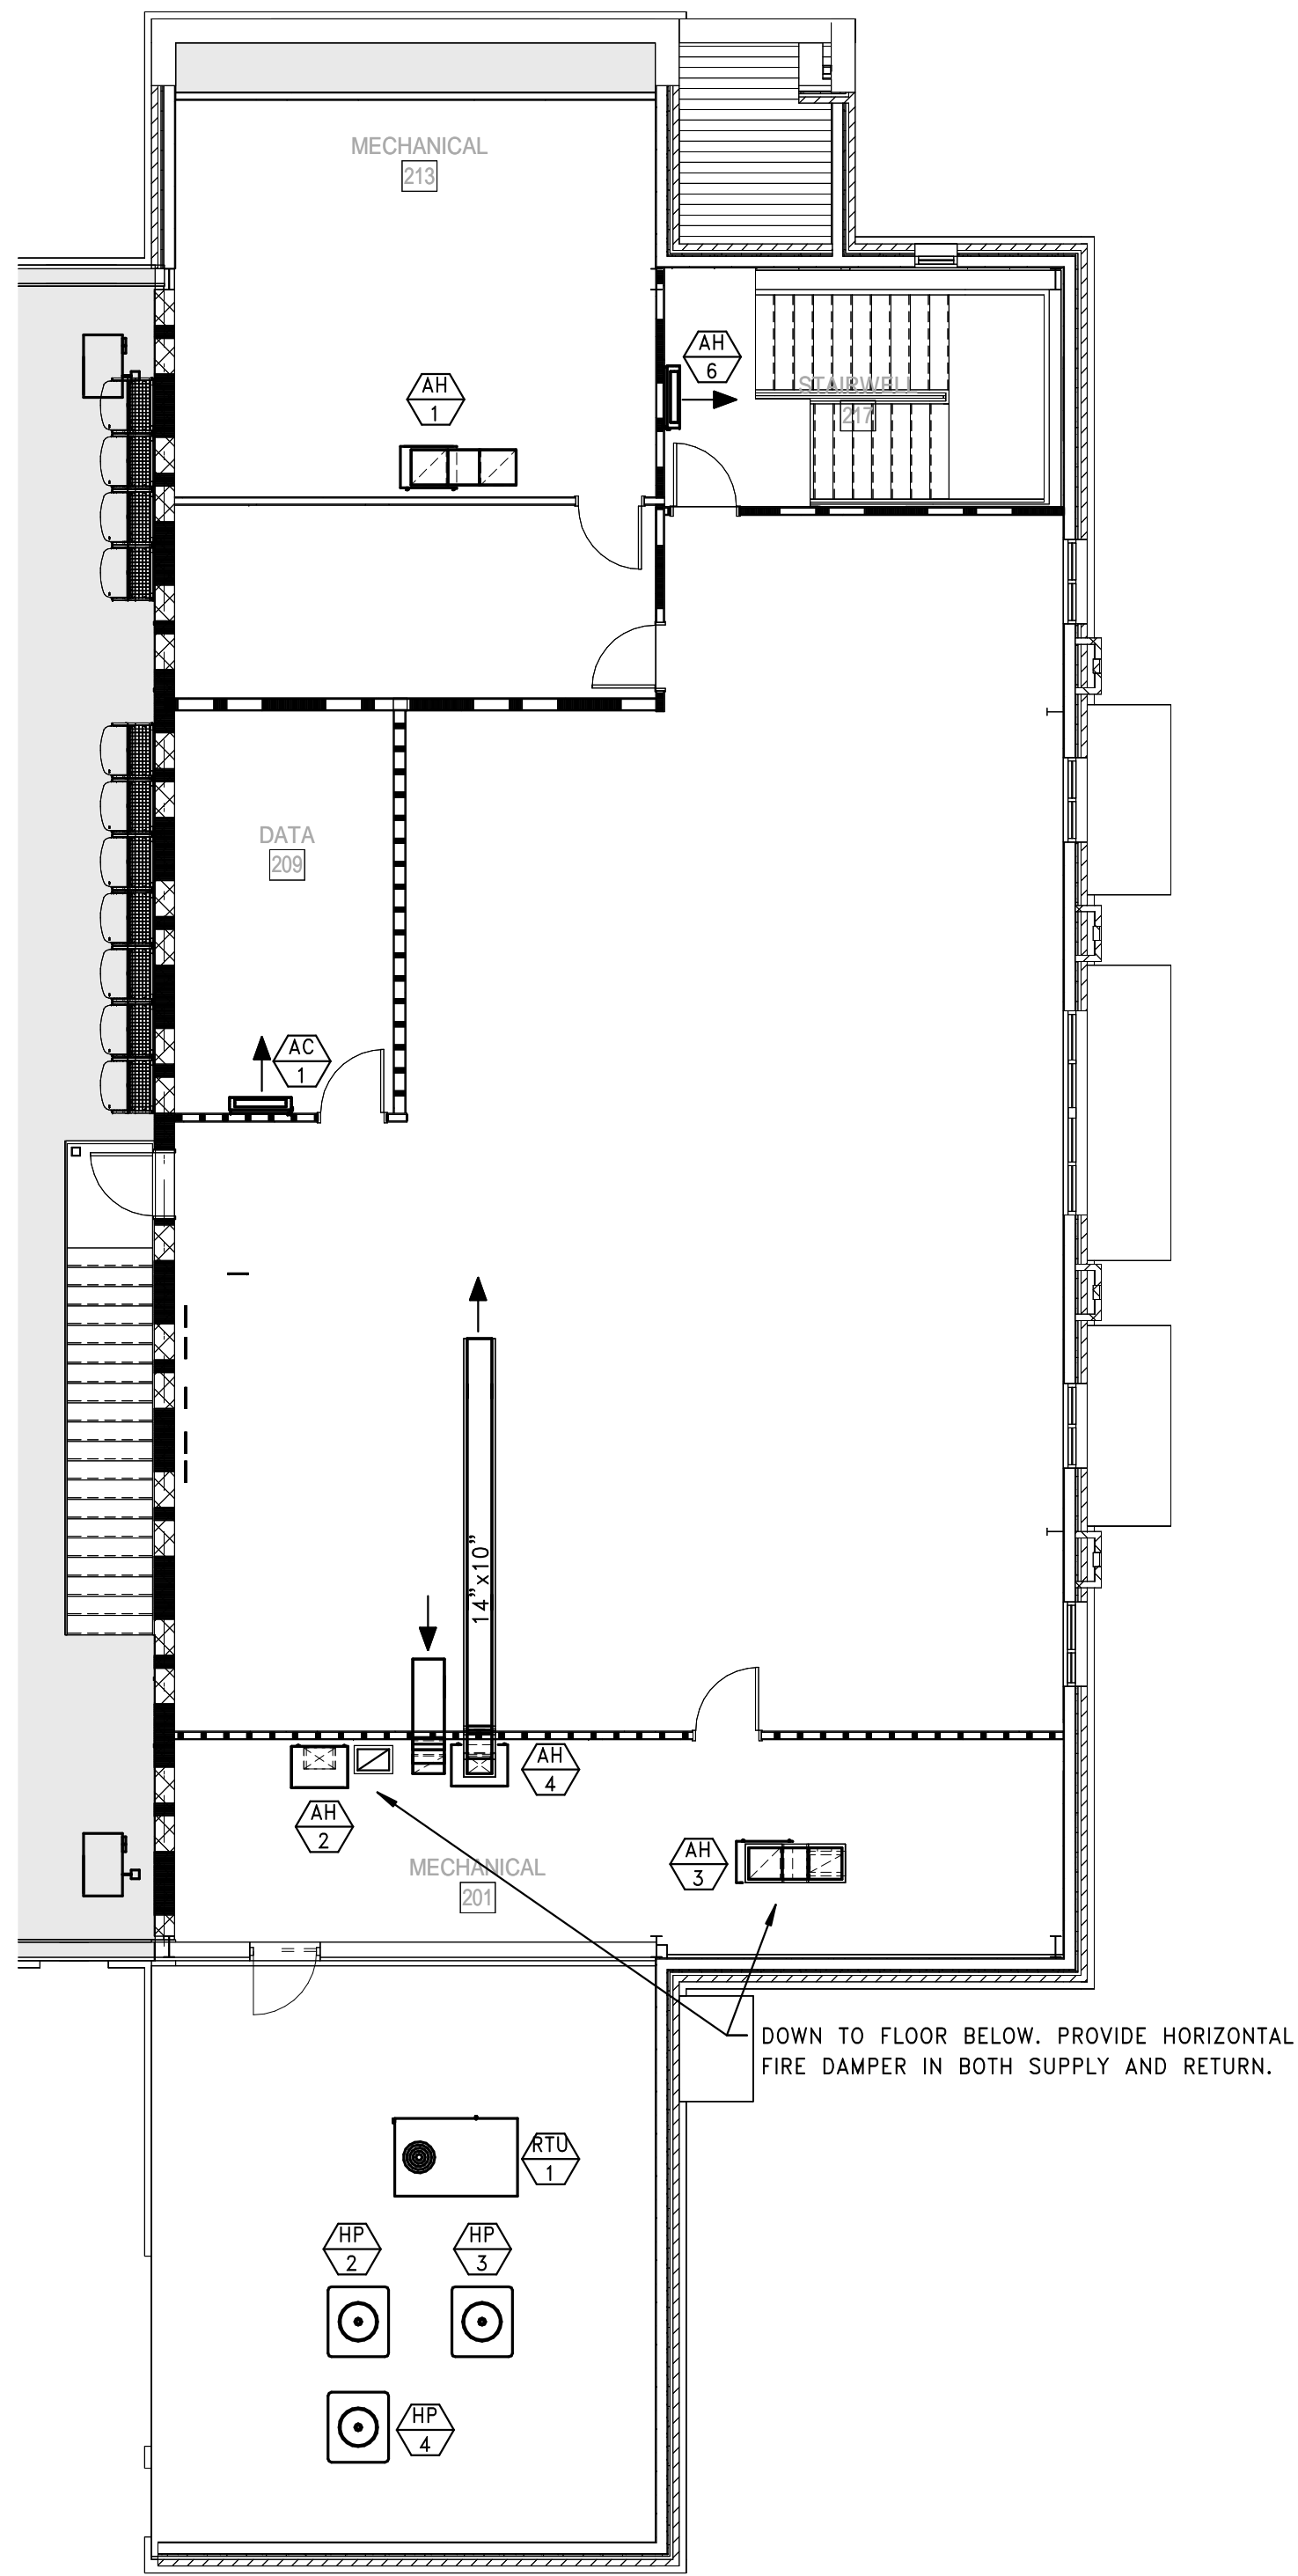 MECHANICAL
213
AH
6
AH
1
STAIRWELL
217
DATA
209
AC
1
14"x10"
AH
4
AH
2
AH
3
MECHANICAL
201
DOWN TO FLOOR BELOW. PROVIDE HORIZONTAL
FIRE DAMPER IN BOTH SUPPLY AND RETURN.
RTU
1
HP
2
HP
3
HP
4